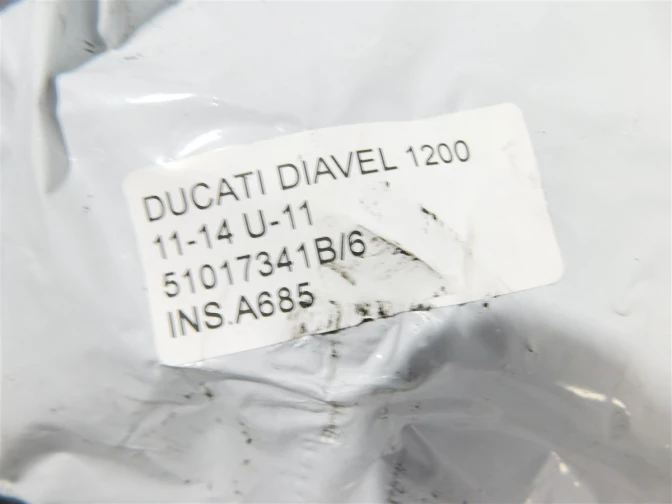 DUCATI DIAVEL 1200
11-14 U-11
51017341B/6
INS.A685